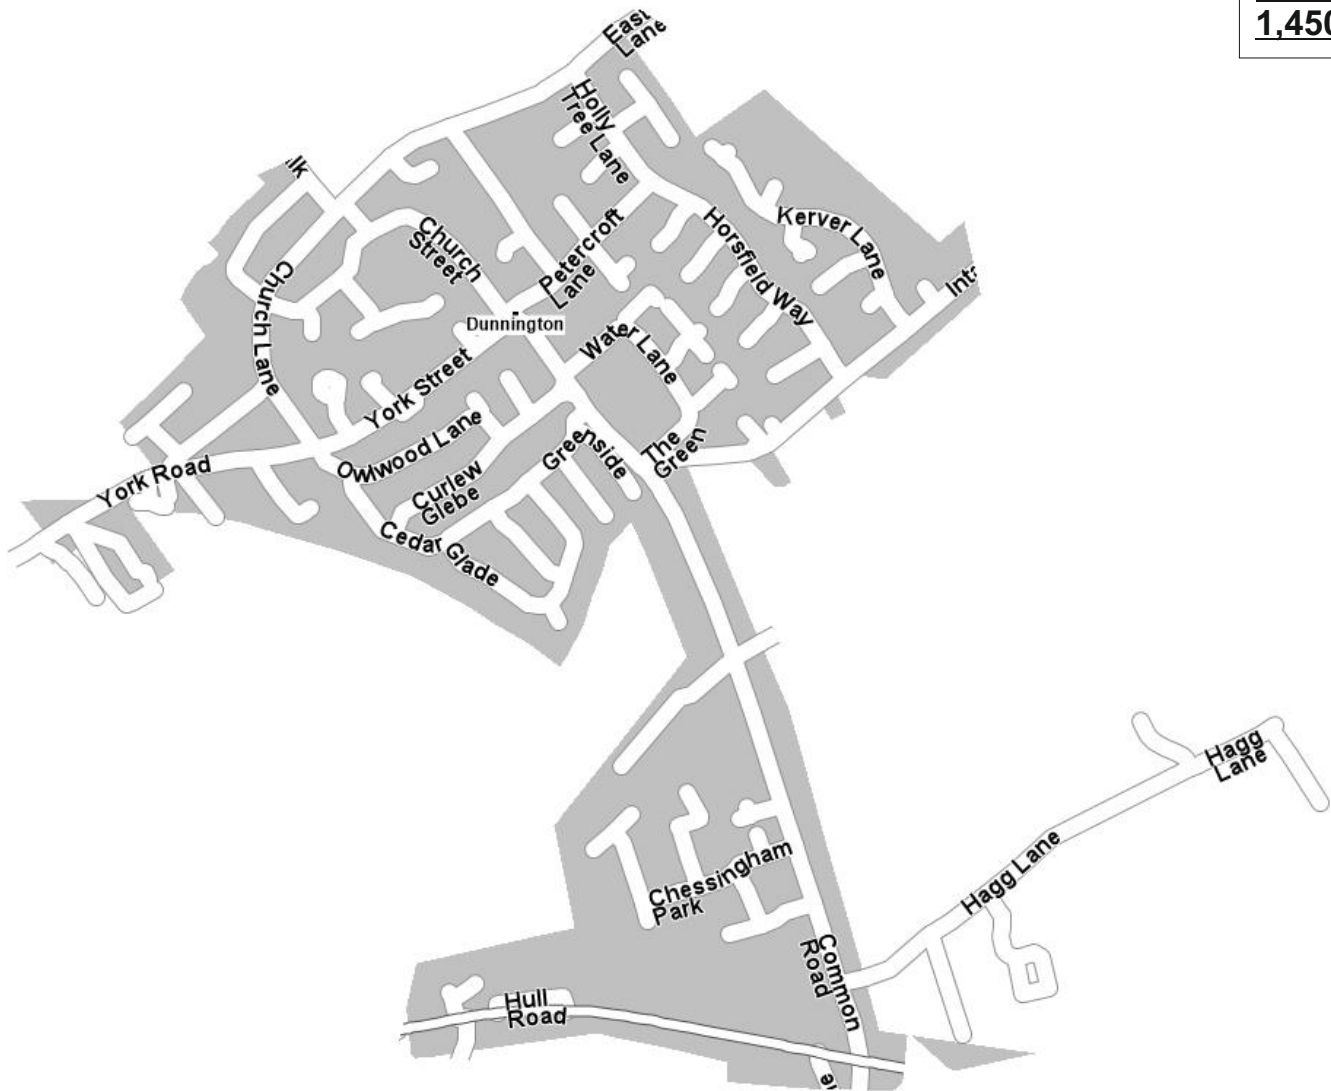 1,450
East
Lane
Holly
Tree Lane
Church
Street
Petercroft
Lane
Horsfield Way
Kerver Lane
Church Lane
Dunnington
Water Lane
York Street
The
Green
Greenside
Owlwood Lane
Curlew
Glebe
York Road
Cedar Glade
Hagg
Lane
Hagg Lane
Chessingham
Park
Common
Road
Hull
Road